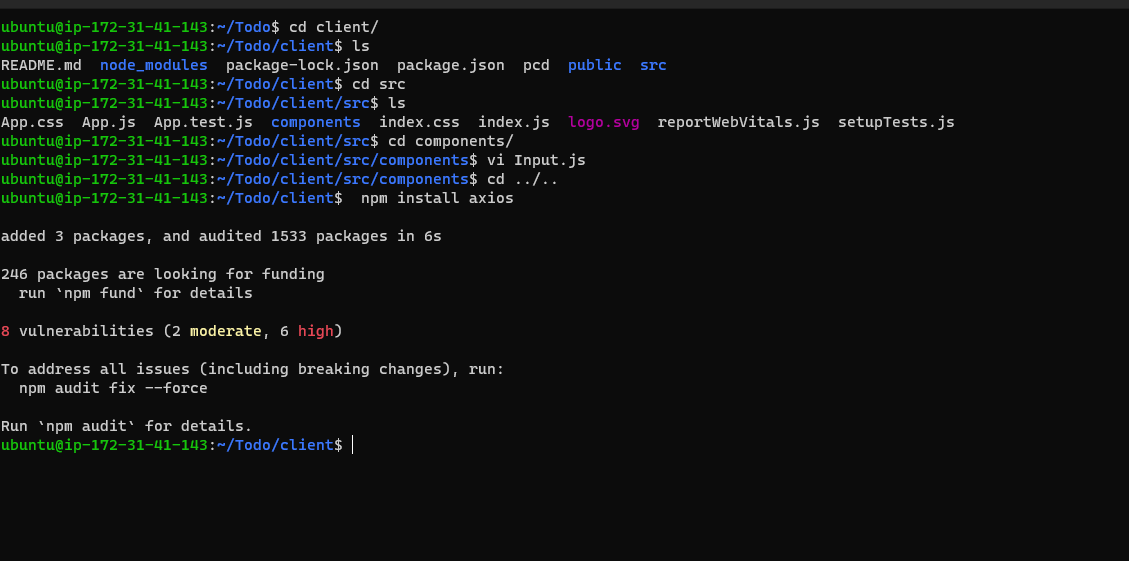 ubuntu@ip-172-31-41-143:~/Todo$ cd client/
ubuntu@ip-172-31-41-143:~/Todo/client$ ls
README.md  node_modules  package-lock.json  package.json  pcd  public  src
ubuntu@ip-172-31-41-143:~/Todo/client$ cd src
ubuntu@ip-172-31-41-143:~/Todo/client/src$ ls
App.css  App.js  App.test.js  components  index.css  index.js  logo.svg  reportWebVitals.js  setupTests.js
ubuntu@ip-172-31-41-143:~/Todo/client/src$ cd components/
ubuntu@ip-172-31-41-143:~/Todo/client/src/components$ vi Input.js
ubuntu@ip-172-31-41-143:~/Todo/client/src/components$ cd ../..
ubuntu@ip-172-31-41-143:~/Todo/client$  npm install axios
added 3 packages, and audited 1533 packages in 6s
246 packages are looking for funding
  run `npm fund` for details
8 vulnerabilities (2 moderate, 6 high)
To address all issues (including breaking changes), run:
  npm audit fix --force
Run `npm audit` for details.
ubuntu@ip-172-31-41-143:~/Todo/client$